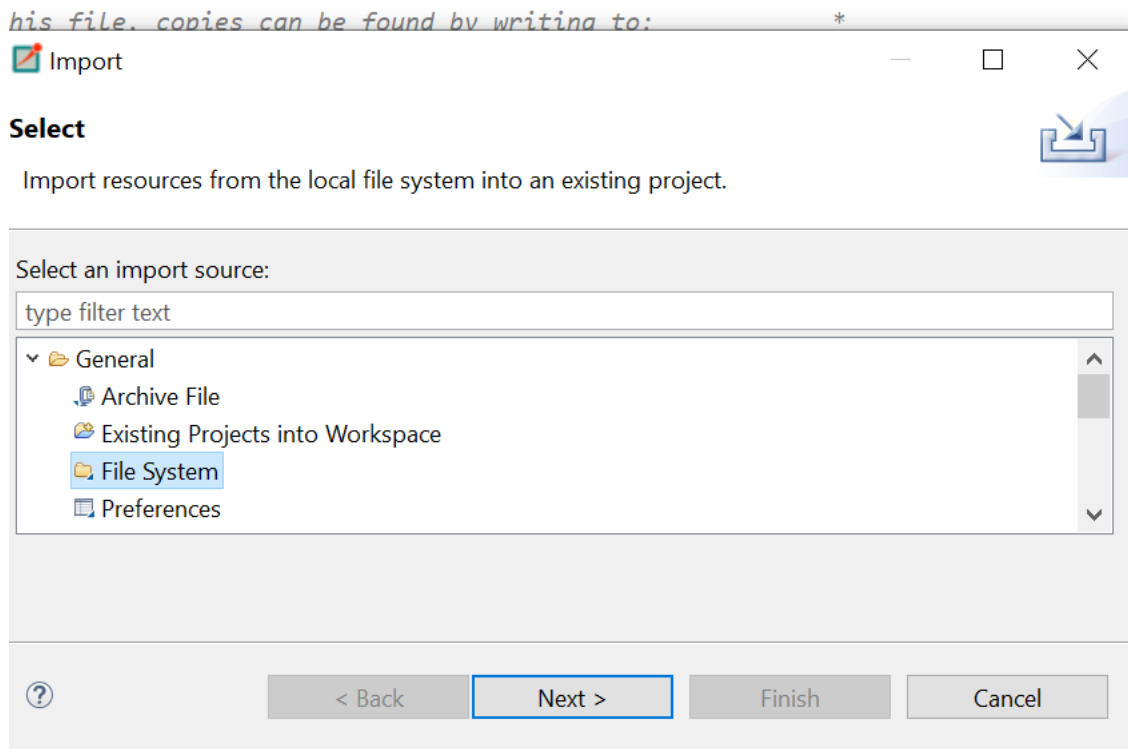 his file, copies can be found by writing to: *
Import
Select
Import resources from the local file system into an existing project.
Select an import source:
type filter text
General
Archive File
Existing Projects into Workspace
File System
Preferences
? < Back Next > Finish Cancel